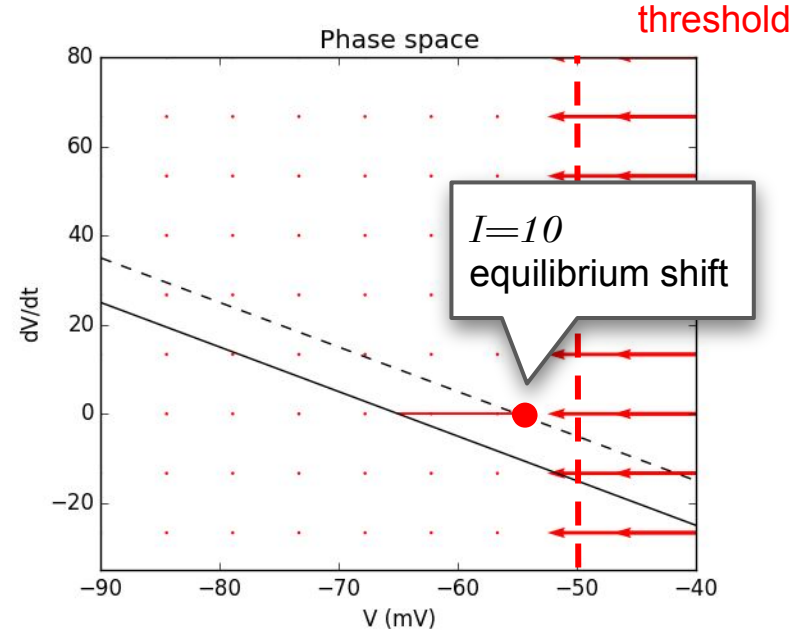 threshold
Phase space
80
60
40
20
0
−20
dV/dt
I=10
equilibrium shift
−90 −80 −70 −60 −50 −40
V (mV)